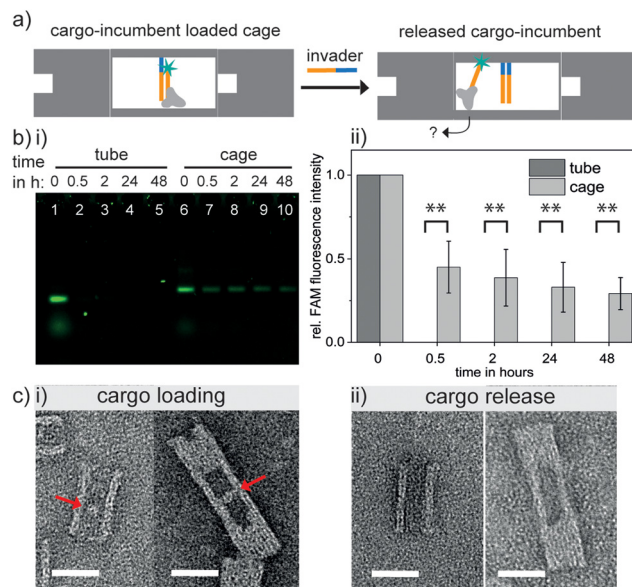 a) cargo-incumbent loaded cage
released cargo-incumbent
invader
?
b) i)
time tube cage
in h: 0 0.5 2 24 48 0 0.5 2 24 48
1 2 3 4 5 6 7 8 9 10
ii)
rel. FAM fluorescence intensity
1.0
0.5
0.0
tube
cage
** ** ** **
0 0.5 2 24 48
time in hours
c) i) cargo loading
ii) cargo release